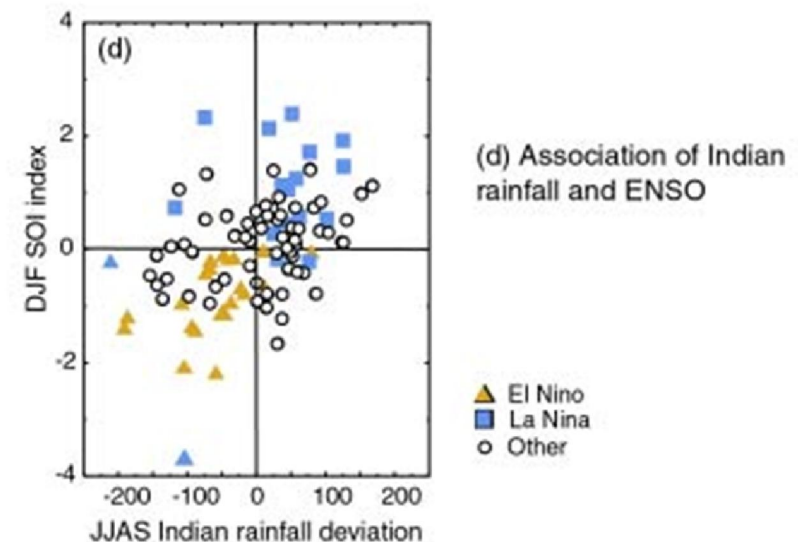 4
(d)
2
0
-2
-4
DJF SOI index
-200 -100 0 100 200
JJAS Indian rainfall deviation
(d) Association of Indian
rainfall and ENSO
El Nino
La Nina
Other